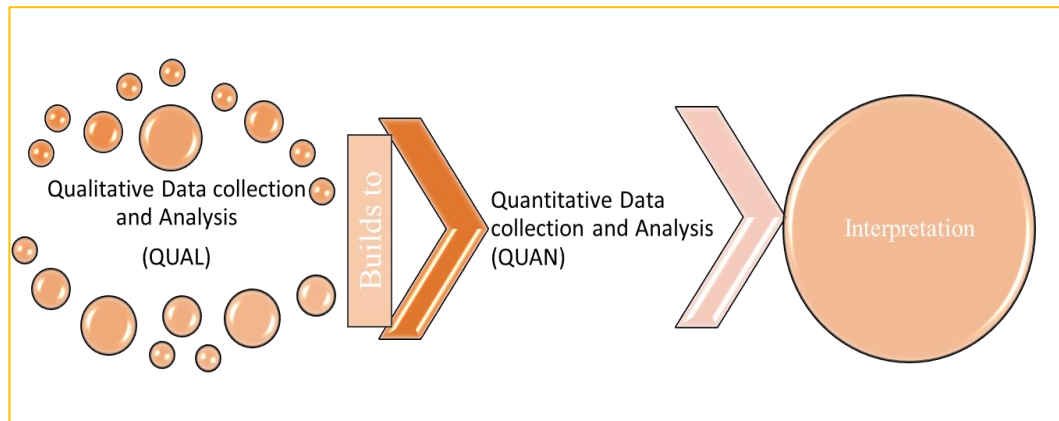 Qualitative Data collection
and Analysis
(QUAL)
Builds to
Quantitative Data
collection and Analysis
(QUAN)
Interpretation